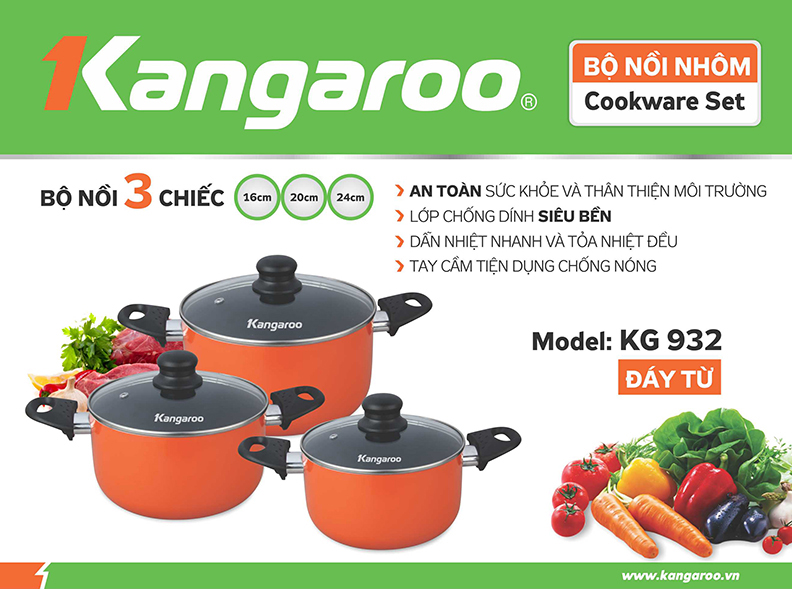 Kangaroo®
BỘ NỒI NHÔM
Cookware Set
BỘ NỒI 3 CHIẾC
16cm 20cm 24cm
AN TOÀN SỨC KHỎE VÀ THÂN THIỆN MÔI TRƯỜNG
LỚP CHỐNG DÍNH SIÊU BỀN
DẪN NHIỆT NHANH VÀ TỎA NHIỆT ĐỀU
TAY CẦM TIỆN DỤNG CHỐNG NÓNG
Kangaroo
Kangaroo
Kangaroo
Model: KG 932
ĐÁY TỪ
www.kangaroo.vn